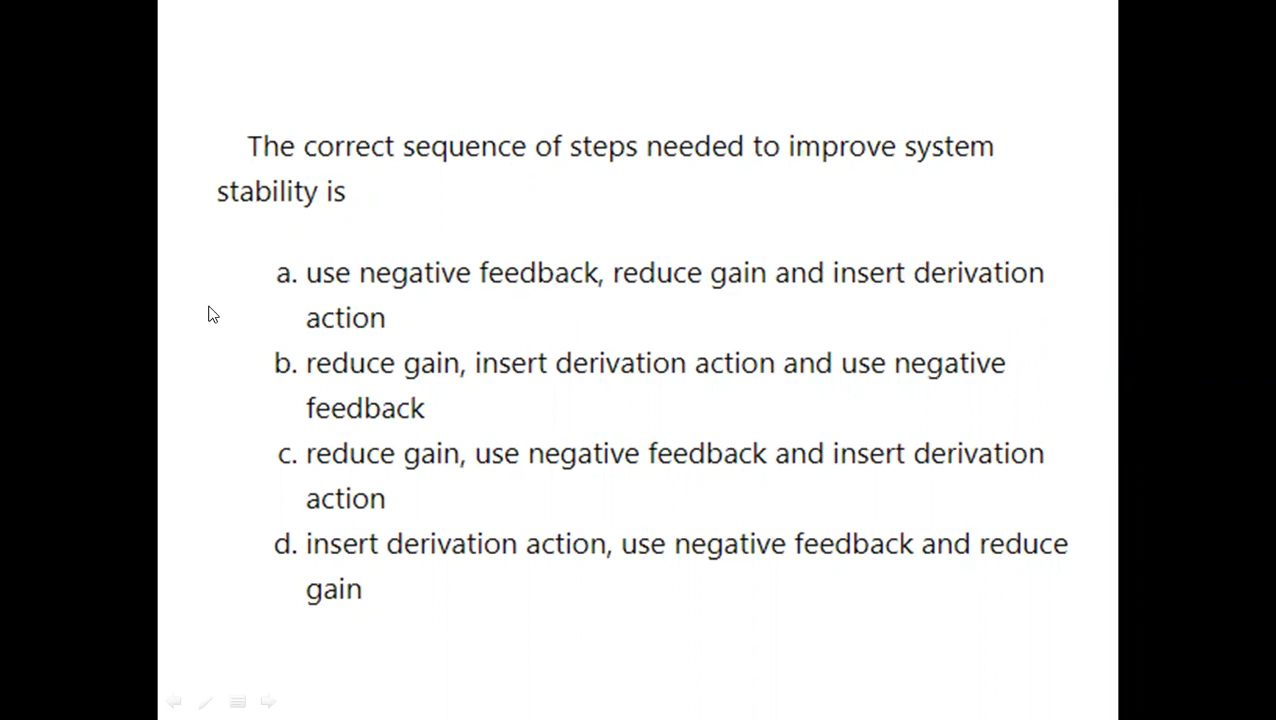 The correct sequence of steps needed to improve system
stability is
a. use negative feedback, reduce gain and insert derivation
action
b. reduce gain, insert derivation action and use negative
feedback
c. reduce gain, use negative feedback and insert derivation
action
d. insert derivation action, use negative feedback and reduce
gain